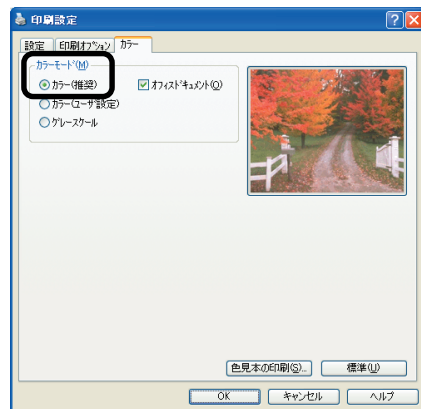 印刷設定
設定 印刷オプション カラー
カラーモード(M)
カラー(推奨) オフィスドキュメント(O)
カラー(ユーザ設定)
グレースケール
色見本の印刷(S)... 標準(U)
OK キャンセル ヘルプ